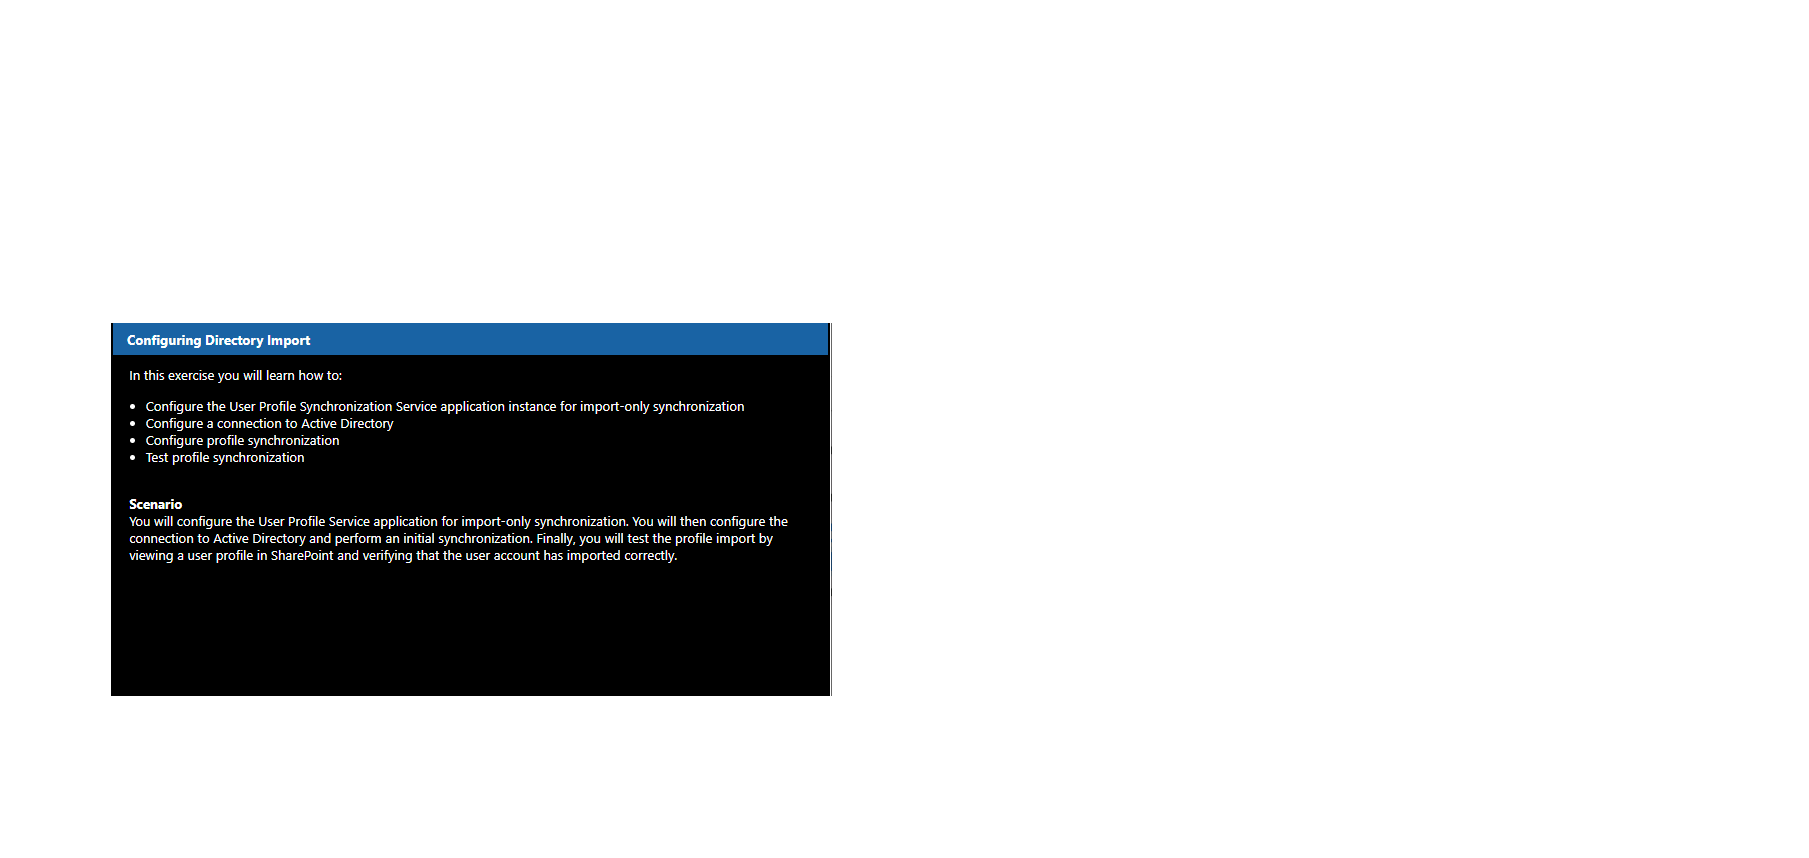 Configuring Directory Import
In this exercise you will learn how to:
• Configure the User Profile Synchronization Service application instance for import-only synchronization
• Configure a connection to Active Directory
• Configure profile synchronization
• Test profile synchronization
Scenario
You will configure the User Profile Service application for import-only synchronization. You will then configure the
connection to Active Directory and perform an initial synchronization. Finally, you will test the profile import by
viewing a user profile in SharePoint and verifying that the user account has imported correctly.